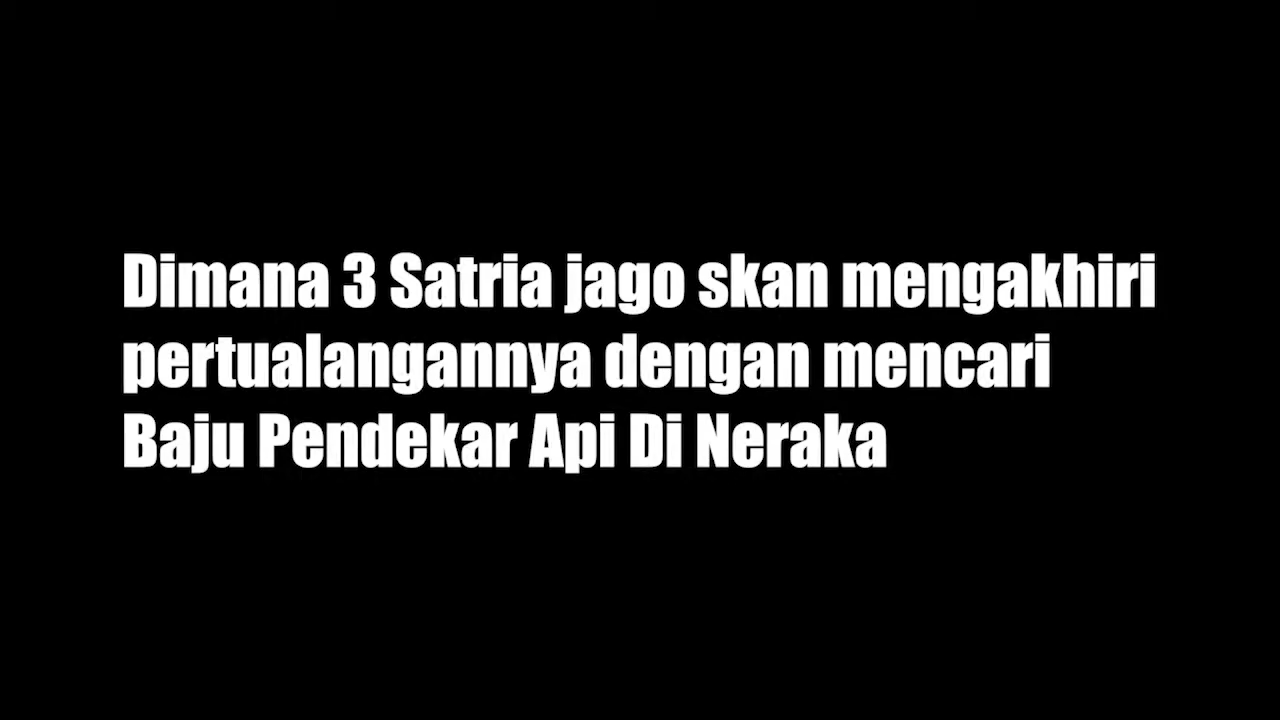 Dimana 3 Satria jago skan mengakhiri
pertualangannya dengan mencari
Baju Pendekar Api Di Neraka